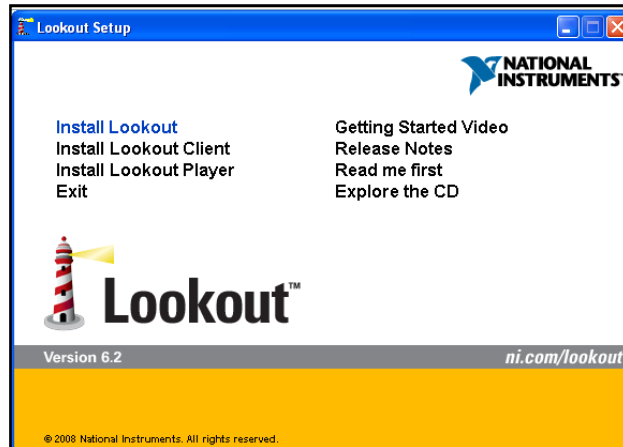 Lookout Setup
NATIONAL
INSTRUMENTS™
Install Lookout
Install Lookout Client
Install Lookout Player
Exit
Getting Started Video
Release Notes
Read me first
Explore the CD
Lookout™
Version 6.2
ni.com/lookout
© 2008 National Instruments. All rights reserved.